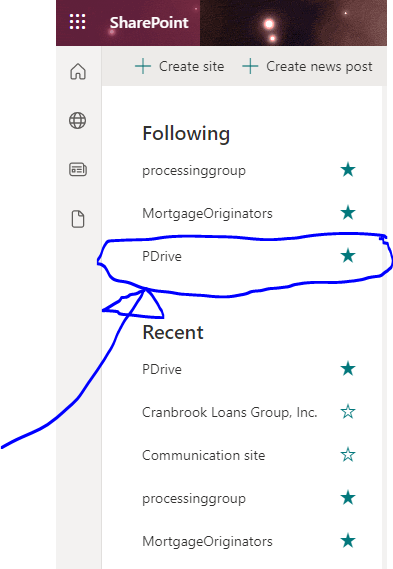 SharePoint
Create site Create news post
Following
processinggroup
MortgageOriginators
PDrive
Recent
PDrive
Cranbrook Loans Group, Inc.
Communication site
processinggroup
MortgageOriginators